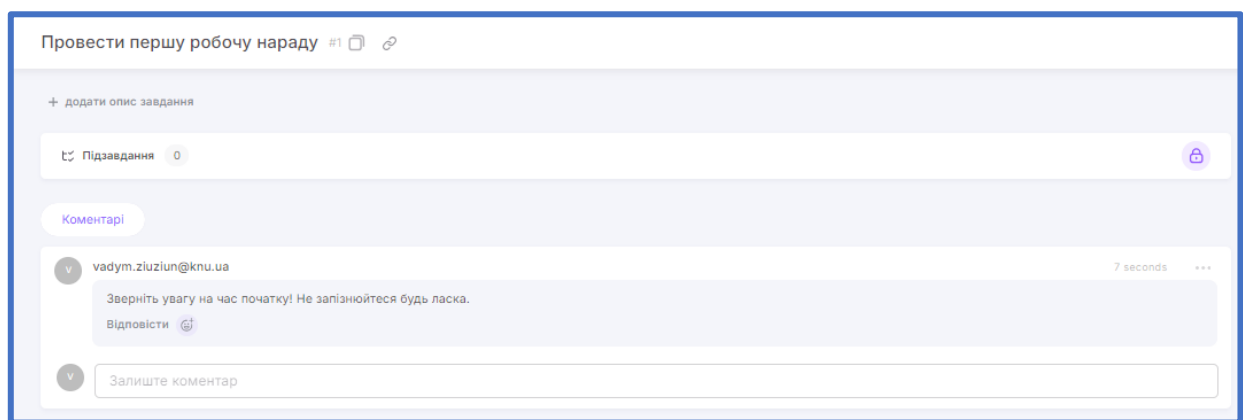 Провести першу робочу нараду #1
+ додати опис завдання
Підзавдання 0
Коментарі
V vadym.ziuziun@knu.ua 7 seconds ...
Зверніть увагу на час початку! Не запізнюйтеся будь ласка.
Відповісти
V Залиште коментар